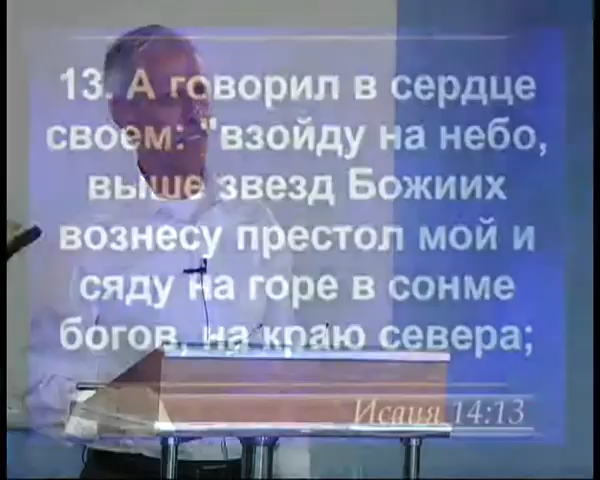 13. А говорил в сердце
своем: "взойду на небо,
выше звезд Божиих
вознесу престол мой и
сяду на горе в сонме
богов, на краю севера;
Исаия 14:13